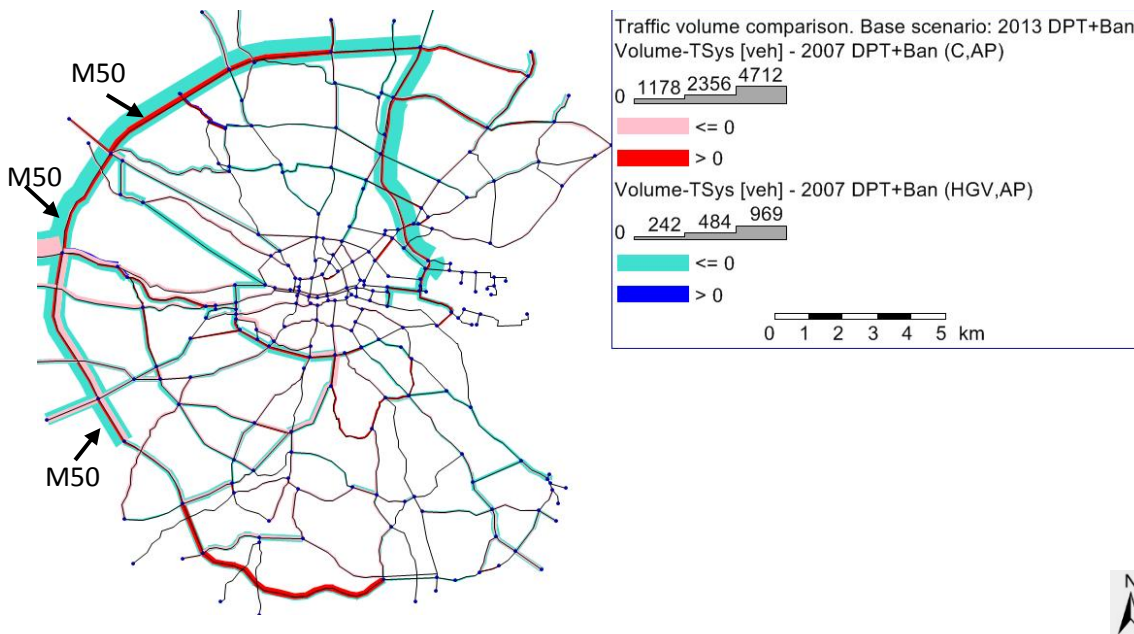 M50
M50
M50
Traffic volume comparison. Base scenario: 2013 DPT+Ban
Volume-TSys [veh] - 2007 DPT+Ban (C,AP)
0 1178 2356 4712
<= 0
> 0
Volume-TSys [veh] - 2007 DPT+Ban (HGV,AP)
0 242 484 969
<= 0
> 0
0 1 2 3 4 5 km
N